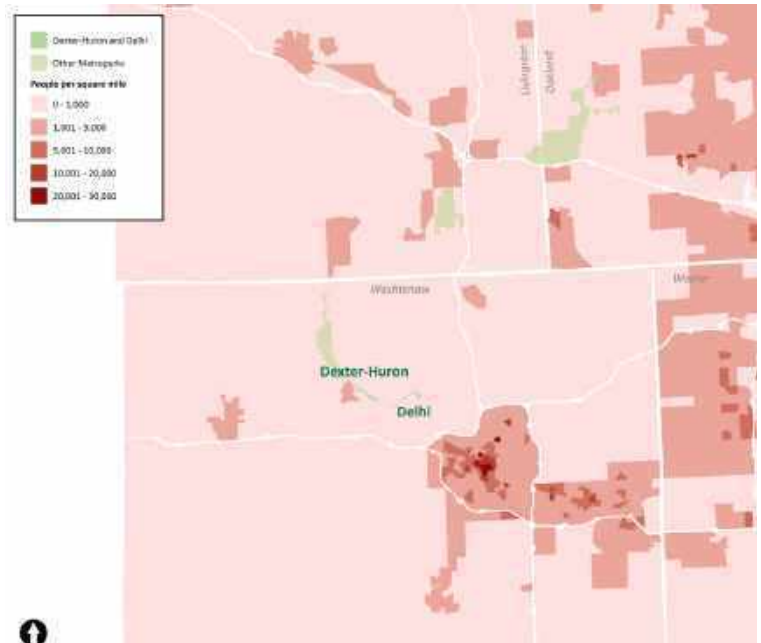 Dexter-Huron and Delhi
Other Metroparks
People per square mile
0 - 1,000
1,001 - 5,000
5,001 - 10,000
10,001 - 20,000
20,001 - 30,000
Livingston
Oakland
Washtenaw
Wayne
Dexter-Huron
Delhi